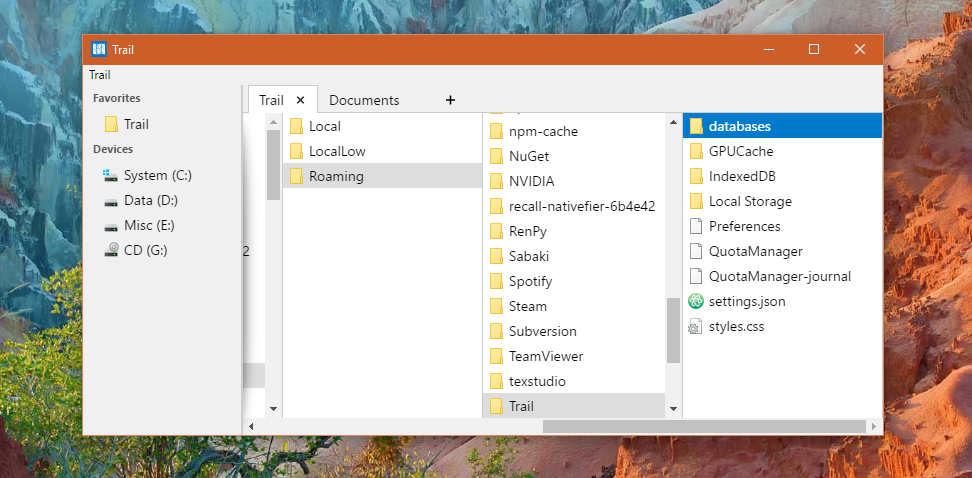 Trail
Trail
Favorites
Trail
Devices
System (C:)
Data (D:)
Misc (E:)
CD (G:)
Trail
Documents
2
Local
LocalLow
Roaming
npm-cache
NuGet
NVIDIA
recall-nativefier-6b4e42
RenPy
Sabaki
Spotify
Steam
Subversion
TeamViewer
texstudio
Trail
databases
GPUCache
IndexedDB
Local Storage
Preferences
QuotaManager
QuotaManager-journal
settings.json
styles.css